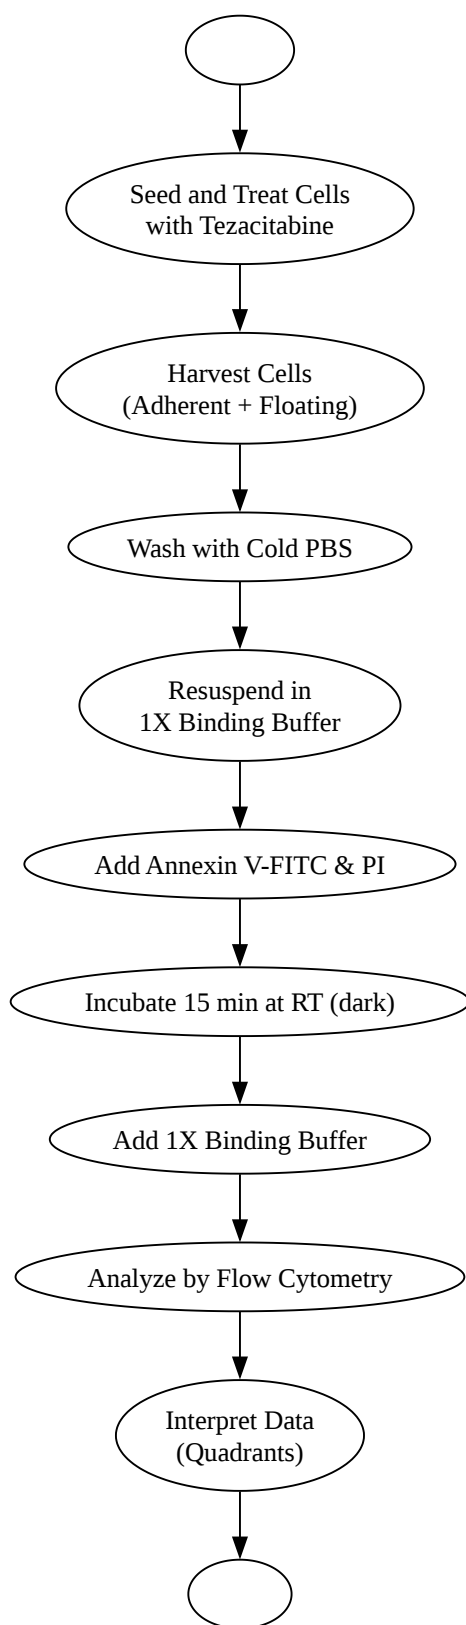 Seed and Treat Cells
with Tezacitabine
Harvest Cells
(Adherent + Floating)
Wash with Cold PBS
Resuspend in
1X Binding Buffer
Add Annexin V-FITC & PI
Incubate 15 min at RT (dark)
Add 1X Binding Buffer
Analyze by Flow Cytometry
Interpret Data
(Quadrants)